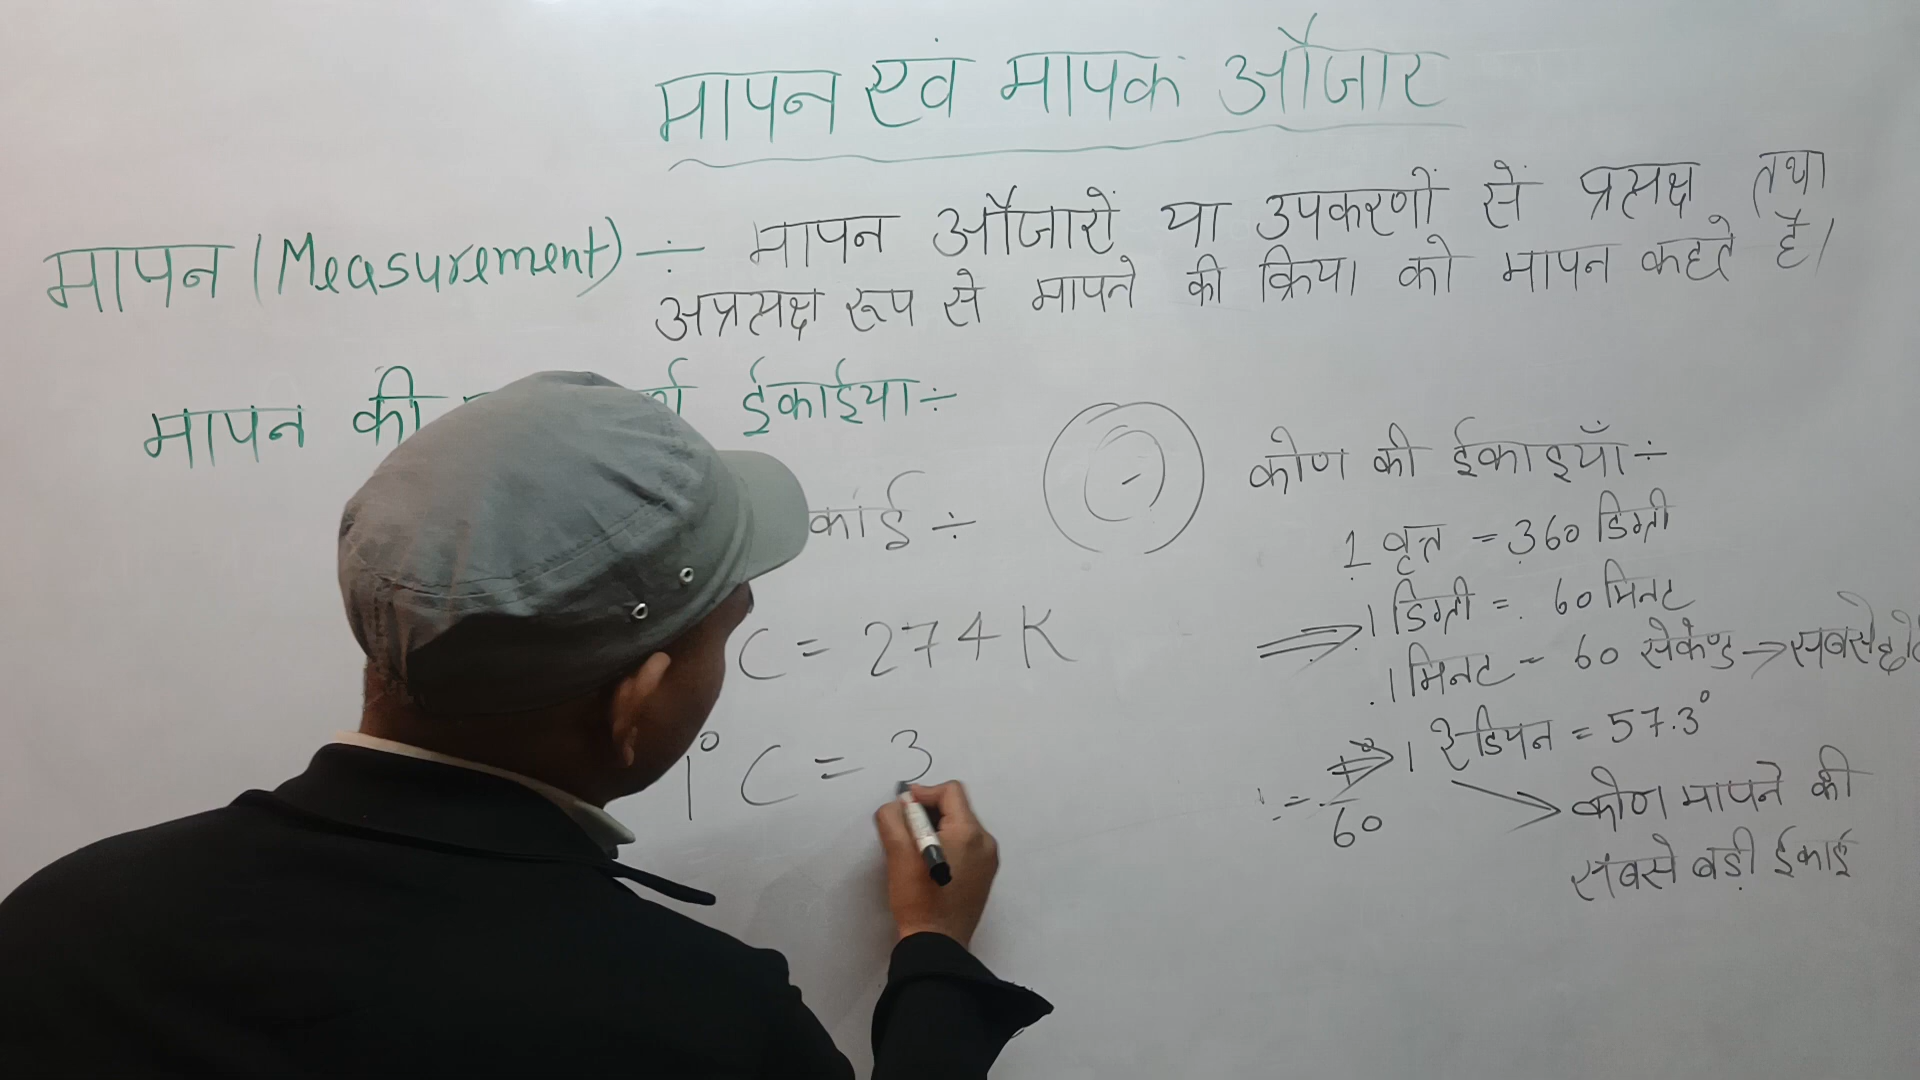 मापन एवं मापक औजार
मापन (Measurement) ÷ मापन औजारों या उपकरणों से प्रत्यक्ष तथा
अप्रत्यक्ष रूप से मापने की क्रिया को मापन कहते है।
मापन की ईकाईया ÷
÷
C = 274 K
1° C = 3
कोण की ईकाइयाँ ÷
1 वृत्त = 360 डिग्री
⇒ 1 डिग्री = 60 मिनट
1 मिनट = 60 सेकेण्ड →
1 रेडियन = 57.3°
60
→ कोण मापने की
सबसे बड़ी ईकाई